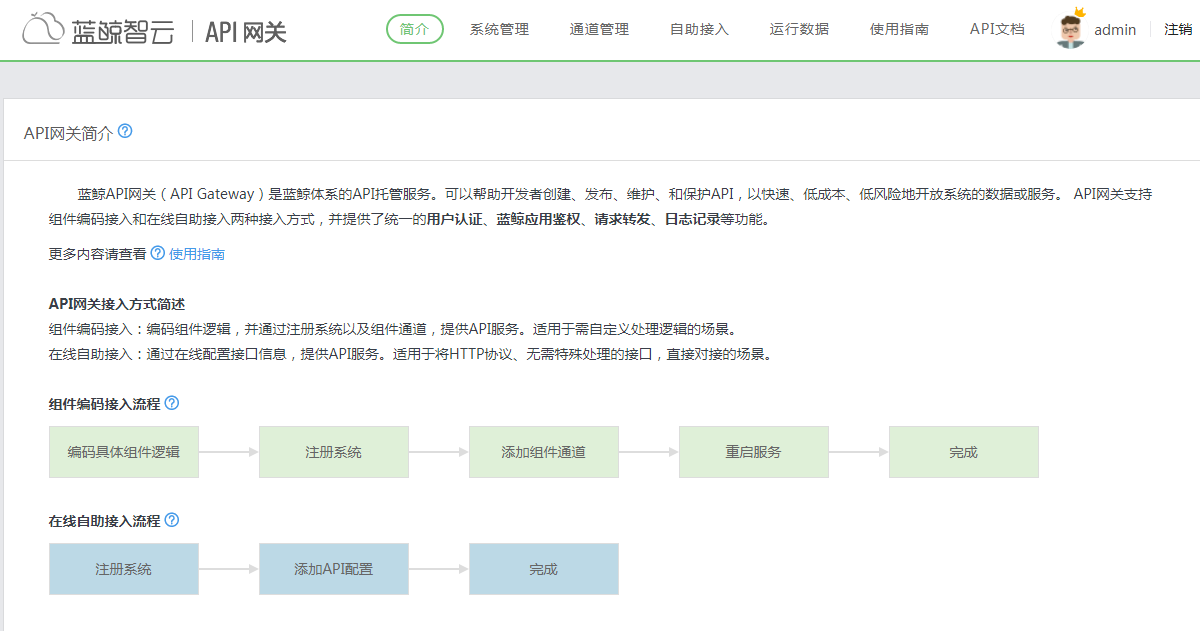 蓝鲸智云 | API 网关
简介 系统管理 通道管理 自助接入 运行数据 使用指南 API文档 admin 注销
API网关简介
蓝鲸API网关（API Gateway）是蓝鲸体系的API托管服务。可以帮助开发者创建、发布、维护、和保护API，以快速、低成本、低风险地开放系统的数据或服务。 API网关支持
组件编码接入和在线自助接入两种接入方式，并提供了统一的用户认证、蓝鲸应用鉴权、请求转发、日志记录等功能。
更多内容请查看 使用指南
API网关接入方式简述
组件编码接入：编码组件逻辑，并通过注册系统以及组件通道，提供API服务。适用于需自定义处理逻辑的场景。
在线自助接入：通过在线配置接口信息，提供API服务。适用于将HTTP协议、无需特殊处理的接口，直接对接的场景。
组件编码接入流程
编码具体组件逻辑 注册系统 添加组件通道 重启服务 完成
在线自助接入流程
注册系统 添加API配置 完成